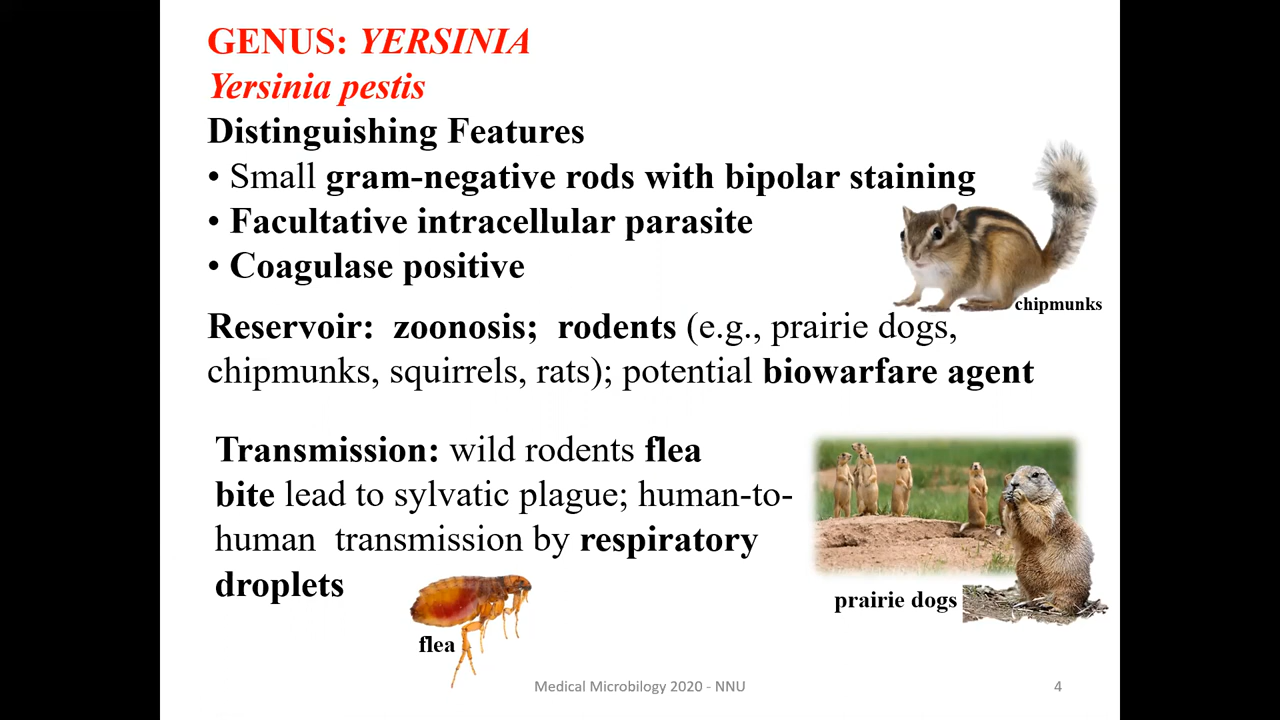 GENUS: YERSINIA
Yersinia pestis
Distinguishing Features
• Small gram-negative rods with bipolar staining
• Facultative intracellular parasite
• Coagulase positive
chipmunks
Reservoir: zoonosis; rodents (e.g., prairie dogs,
chipmunks, squirrels, rats); potential biowarfare agent
Transmission: wild rodents flea
bite lead to sylvatic plague; human-to-
human transmission by respiratory
droplets
prairie dogs
flea
Medical Microbilogy 2020 - NNU
4